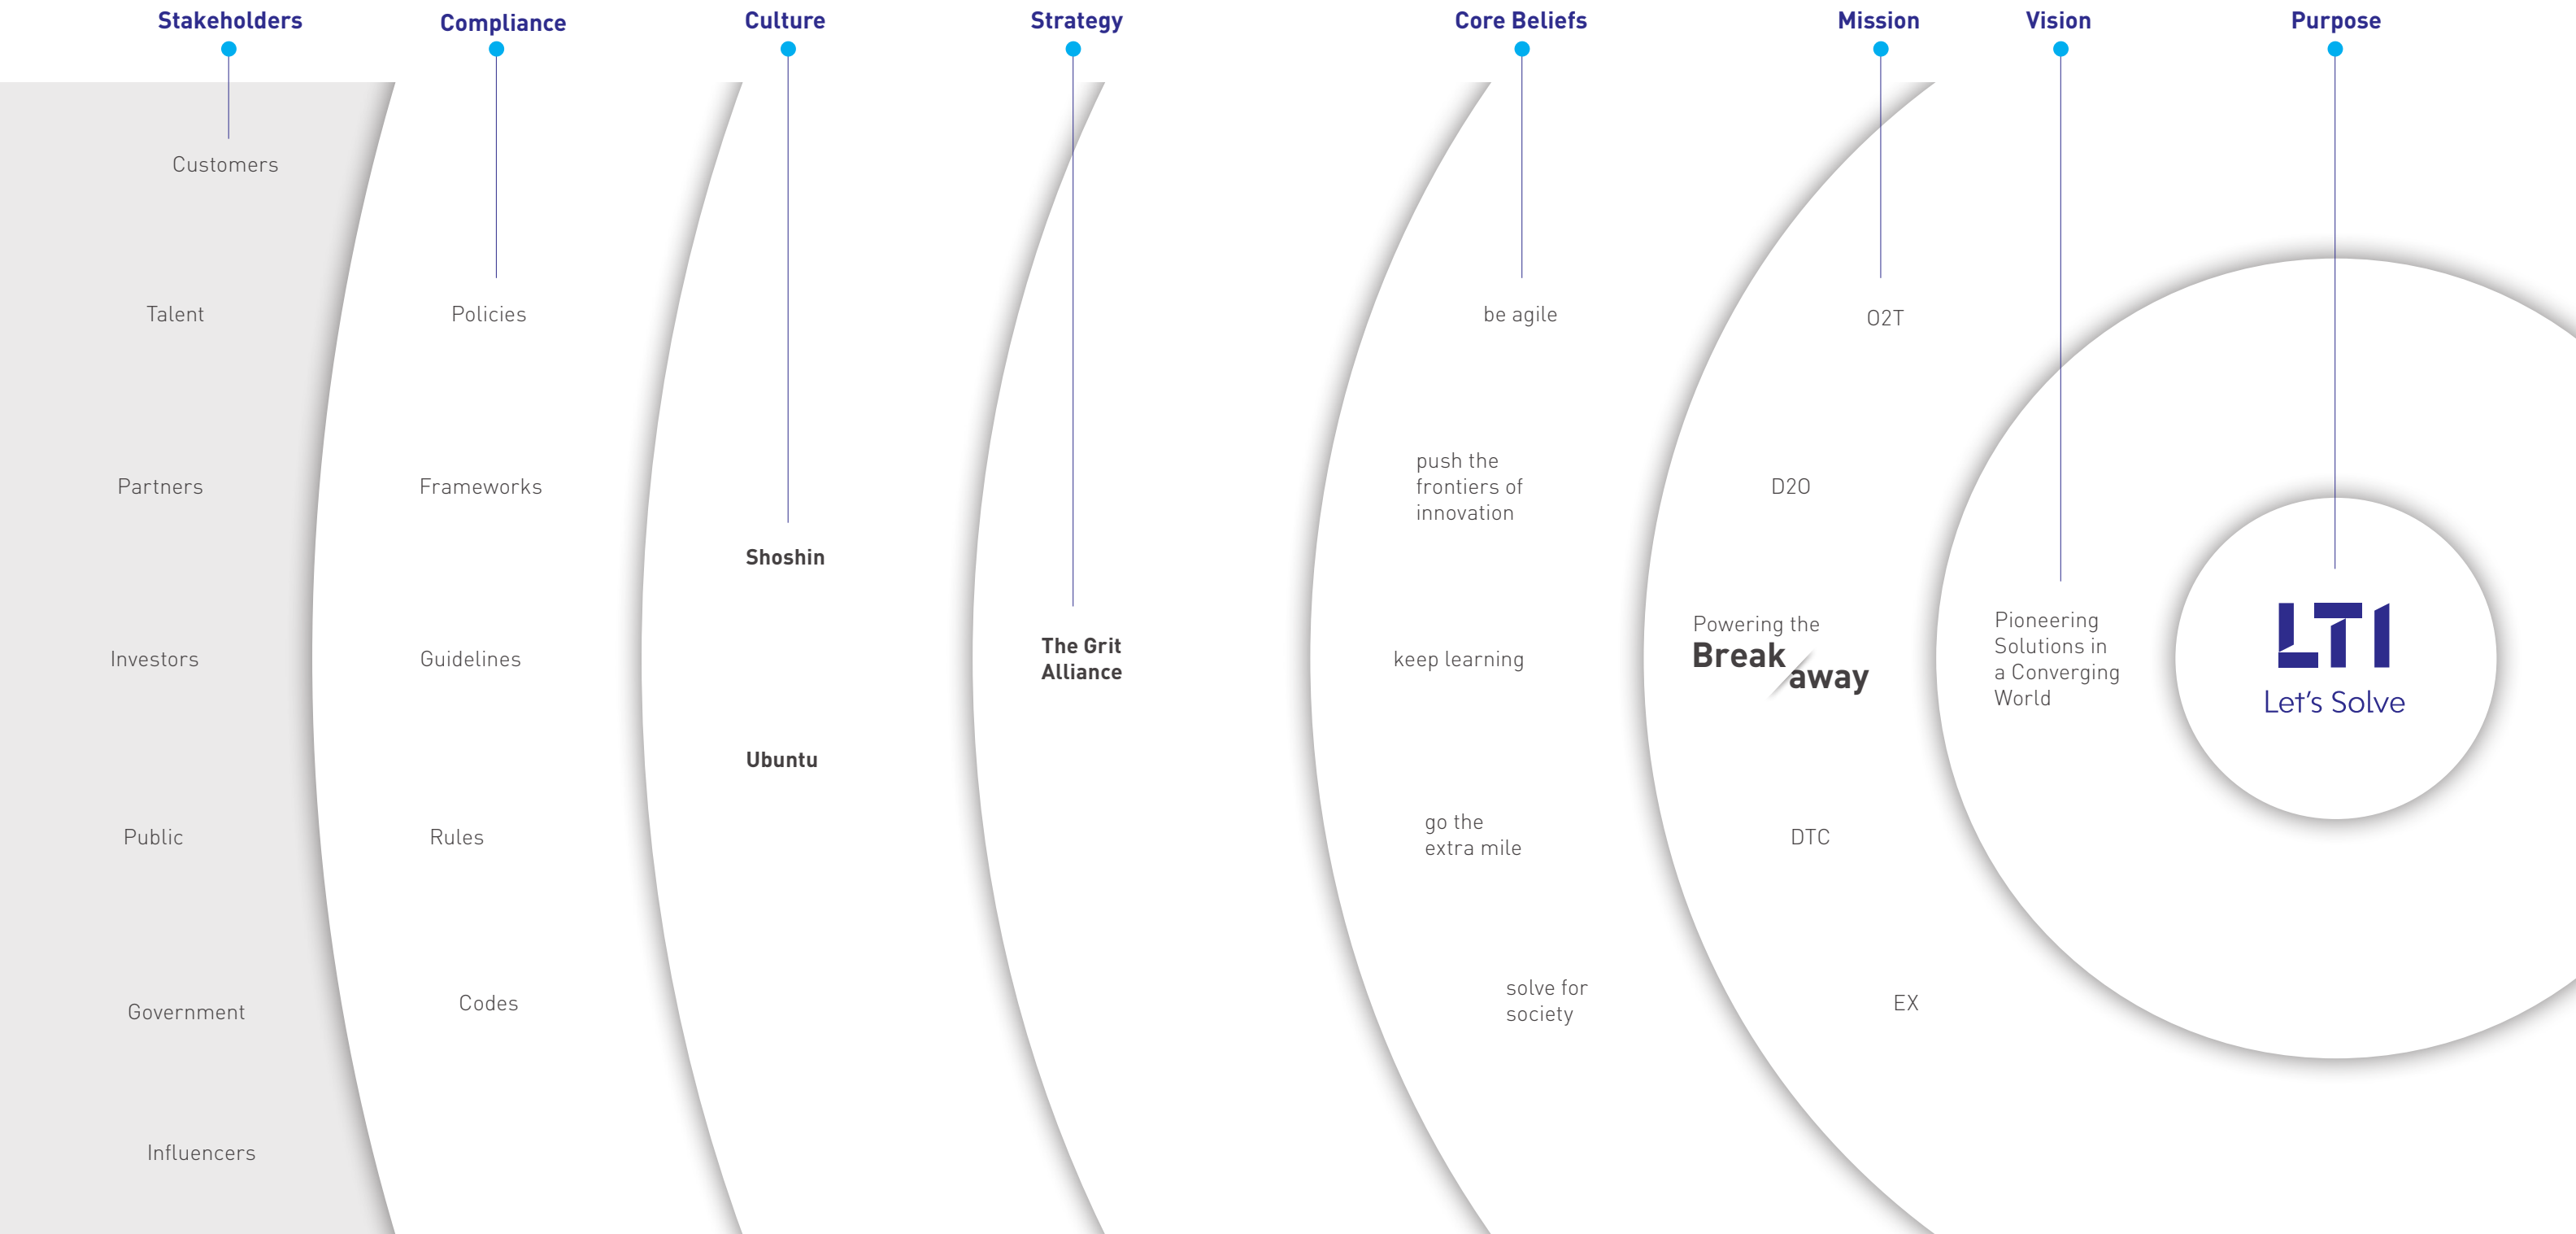 Stakeholders
Compliance
Culture
Strategy
Core Beliefs
Mission
Vision
Purpose
Customers
Talent
Partners
Investors
Public
Government
Influencers
Policies
Frameworks
Guidelines
Rules
Codes
Shoshin
Ubuntu
The Grit
Alliance
be agile
push the
frontiers of
innovation
keep learning
go the
extra mile
solve for
society
O2T
D2O
Powering the
Break
away
DTC
EX
Pioneering
Solutions in
a Converging
World
LTI
Let's Solve